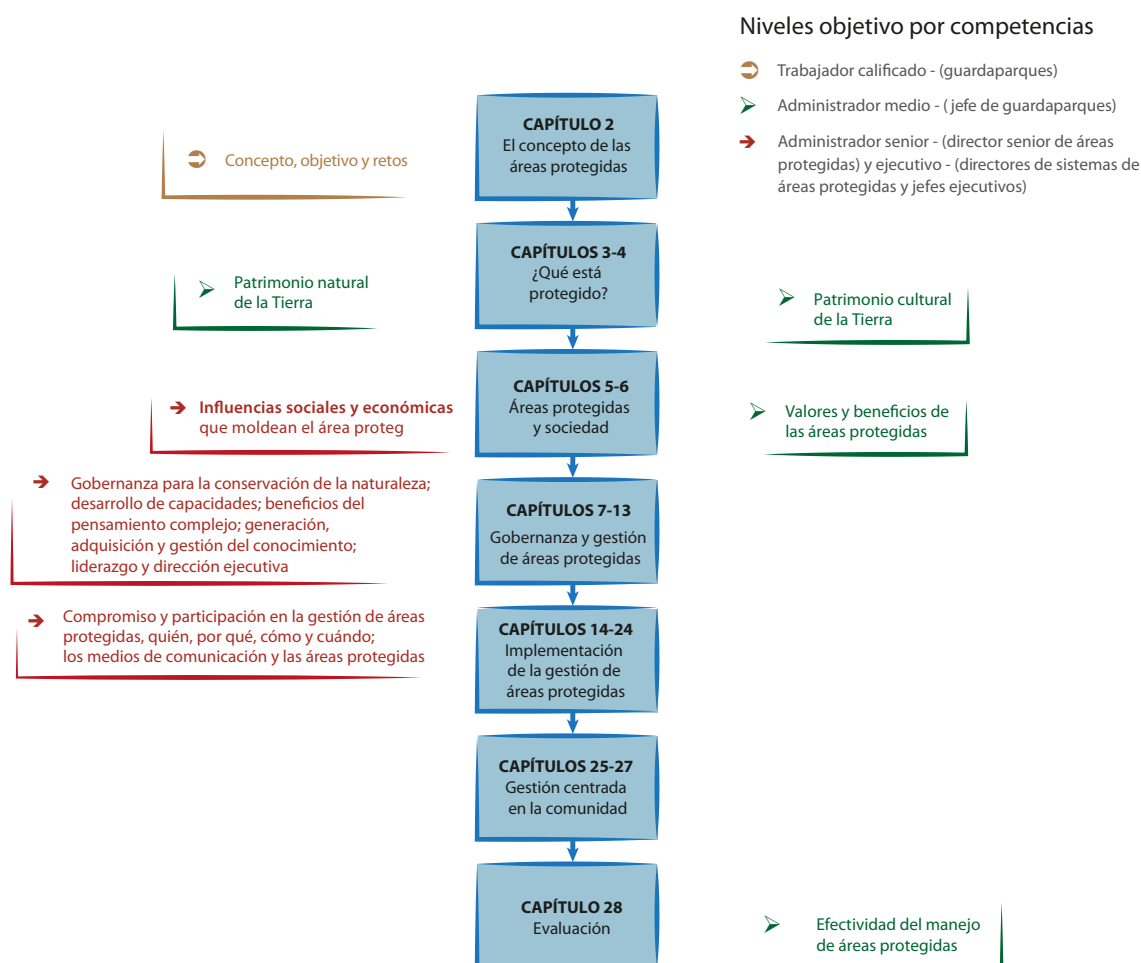 Niveles objetivo por competencias
Trabajador calificado - (guardaparques)
Administrador medio - ( jefe de guardaparques)
Administrador senior - (director senior de áreas
protegidas) y ejecutivo - (directores de sistemas de
áreas protegidas y jefes ejecutivos)
CAPÍTULO 2
El concepto de las
áreas protegidas
Concepto, objetivo y retos
CAPÍTULOS 3-4
¿Qué está
protegido?
Patrimonio natural
de la Tierra
Patrimonio cultural
de la Tierra
CAPÍTULOS 5-6
Áreas protegidas
y sociedad
Influencias sociales y económicas
que moldean el área proteg
Valores y beneficios de
las áreas protegidas
CAPÍTULOS 7-13
Gobernanza y gestión
de áreas protegidas
Gobernanza para la conservación de la naturaleza;
desarrollo de capacidades; beneficios del
pensamiento complejo; generación,
adquisición y gestión del conocimiento;
liderazgo y dirección ejecutiva
CAPÍTULOS 14-24
Implementación
de la gestión de
áreas protegidas
Compromiso y participación en la gestión de áreas
protegidas, quién, por qué, cómo y cuándo;
los medios de comunicación y las áreas protegidas
CAPÍTULOS 25-27
Gestión centrada
en la comunidad
CAPÍTULO 28
Evaluación
Efectividad del manejo
de áreas protegidas